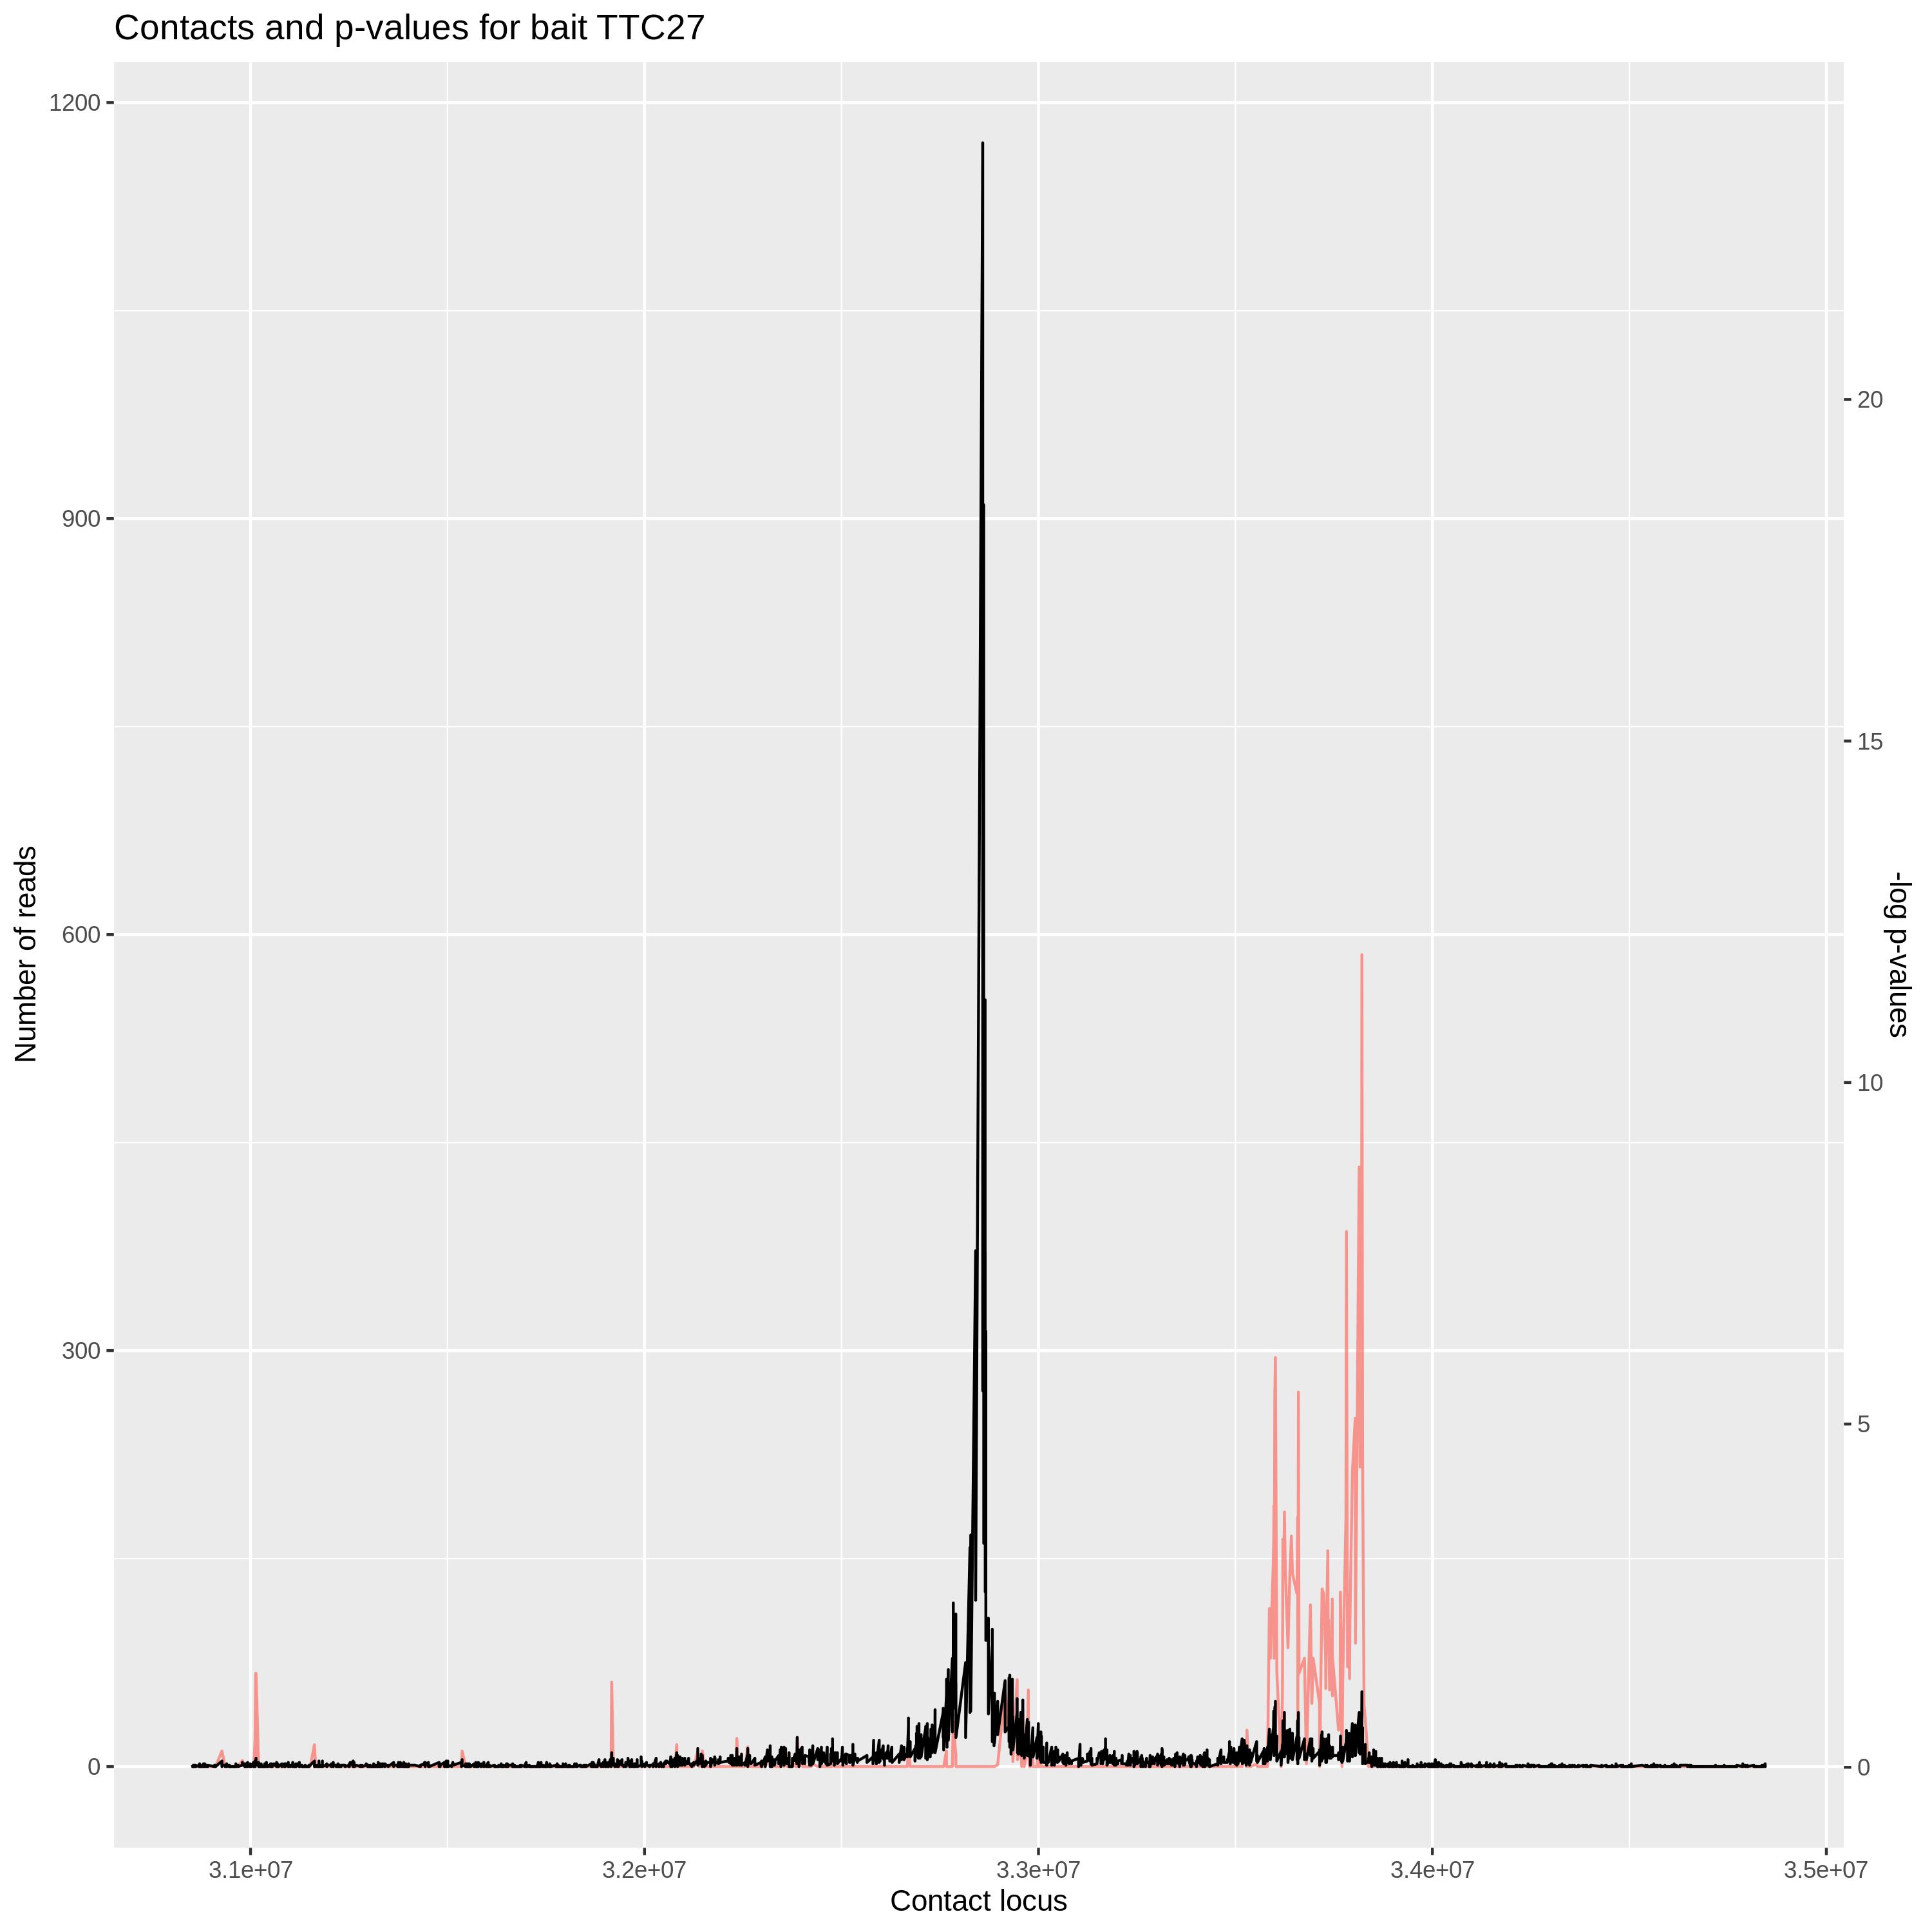 Contacts and p-values for bait TTC27
1200
900
600
300
0
Number of reads
20
15
10
5
0
-log p-values
3.1e+07 3.2e+07 3.3e+07 3.4e+07 3.5e+07
Contact locus